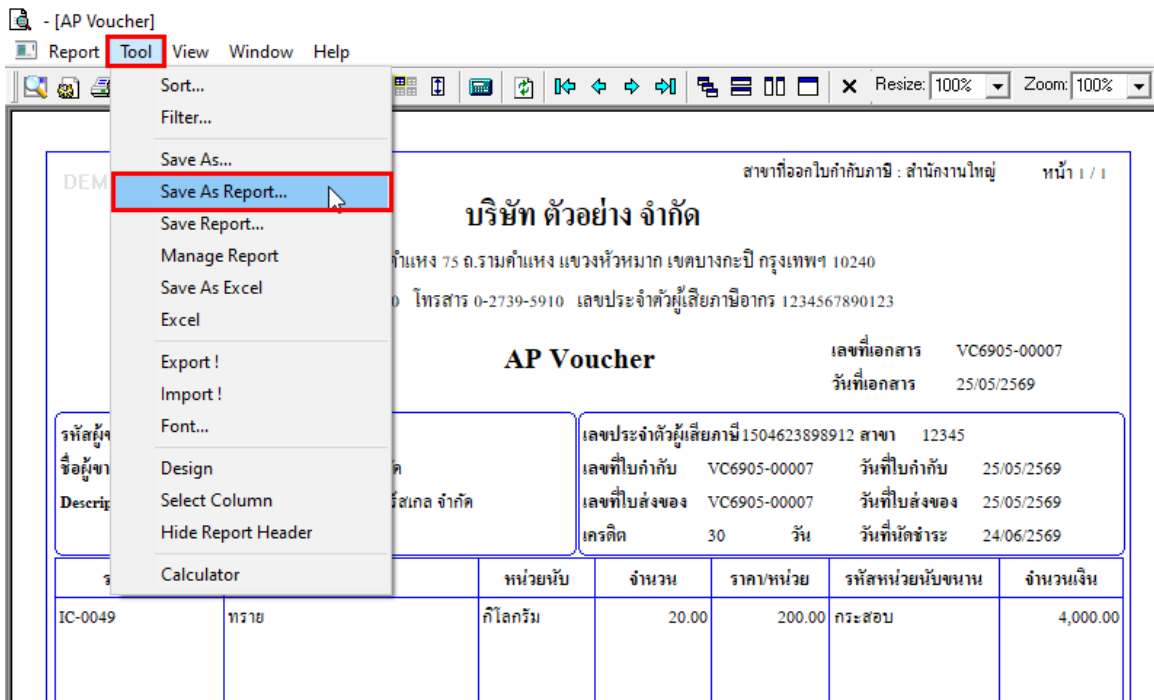 - [AP Voucher]
Report Tool View Window Help
Resize: 100% Zoom: 100%
Sort...
Filter...
Save As...
Save As Report...
Save Report...
Manage Report
Save As Excel
Excel
Export !
Import !
Font...
Design
Select Column
Hide Report Header
Calculator
DEM
สาขาที่ออกใบกำกับภาษี : สำนักงานใหญ่ หน้า 1 / 1
บริษัท ตัวอย่าง จำกัด
75 ถ.รามคำแหง แขวงหัวหมาก เขตบางกะปิ กรุงเทพฯ 10240
โทรสาร 0-2739-5910 เลขประจำตัวผู้เสียภาษีอากร 1234567890123
AP Voucher
เลขที่เอกสาร VC6905-00007
วันที่เอกสาร 25/05/2569
เลขประจำตัวผู้เสียภาษี 1504623898912 สาขา 12345
เลขที่ใบกำกับ VC6905-00007 วันที่ใบกำกับ 25/05/2569
เลขที่ใบส่งของ VC6905-00007 วันที่ใบส่งของ 25/05/2569
เครดิต 30 วัน วันที่นัดชำระ 24/06/2569
หน่วยนับ จำนวน ราคา/หน่วย รหัสหน่วยนับขนาน จำนวนเงิน
IC-0049 ทราย กิโลกรัม 20.00 200.00 กระสอบ 4,000.00